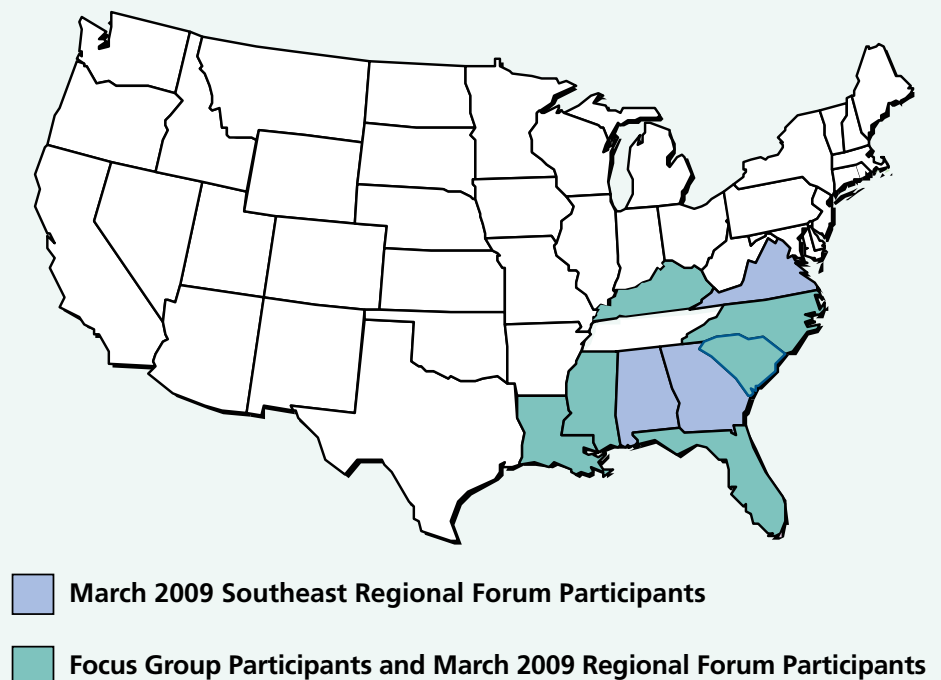 March 2009 Southeast Regional Forum Participants
Focus Group Participants and March 2009 Regional Forum Participants